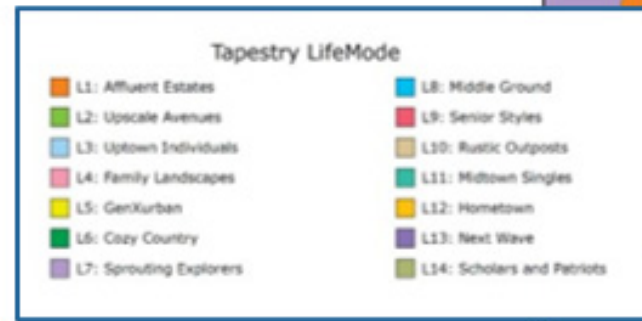 Tapestry LifeMode
L1: Affluent Estates
L2: Upscale Avenues
L3: Uptown Individuals
L4: Family Landscapes
L5: GenXurban
L6: Cozy Country
L7: Sprouting Explorers
L8: Middle Ground
L9: Senior Styles
L10: Rustic Outposts
L11: Midtown Singles
L12: Hometown
L13: Next Wave
L14: Scholars and Patriots